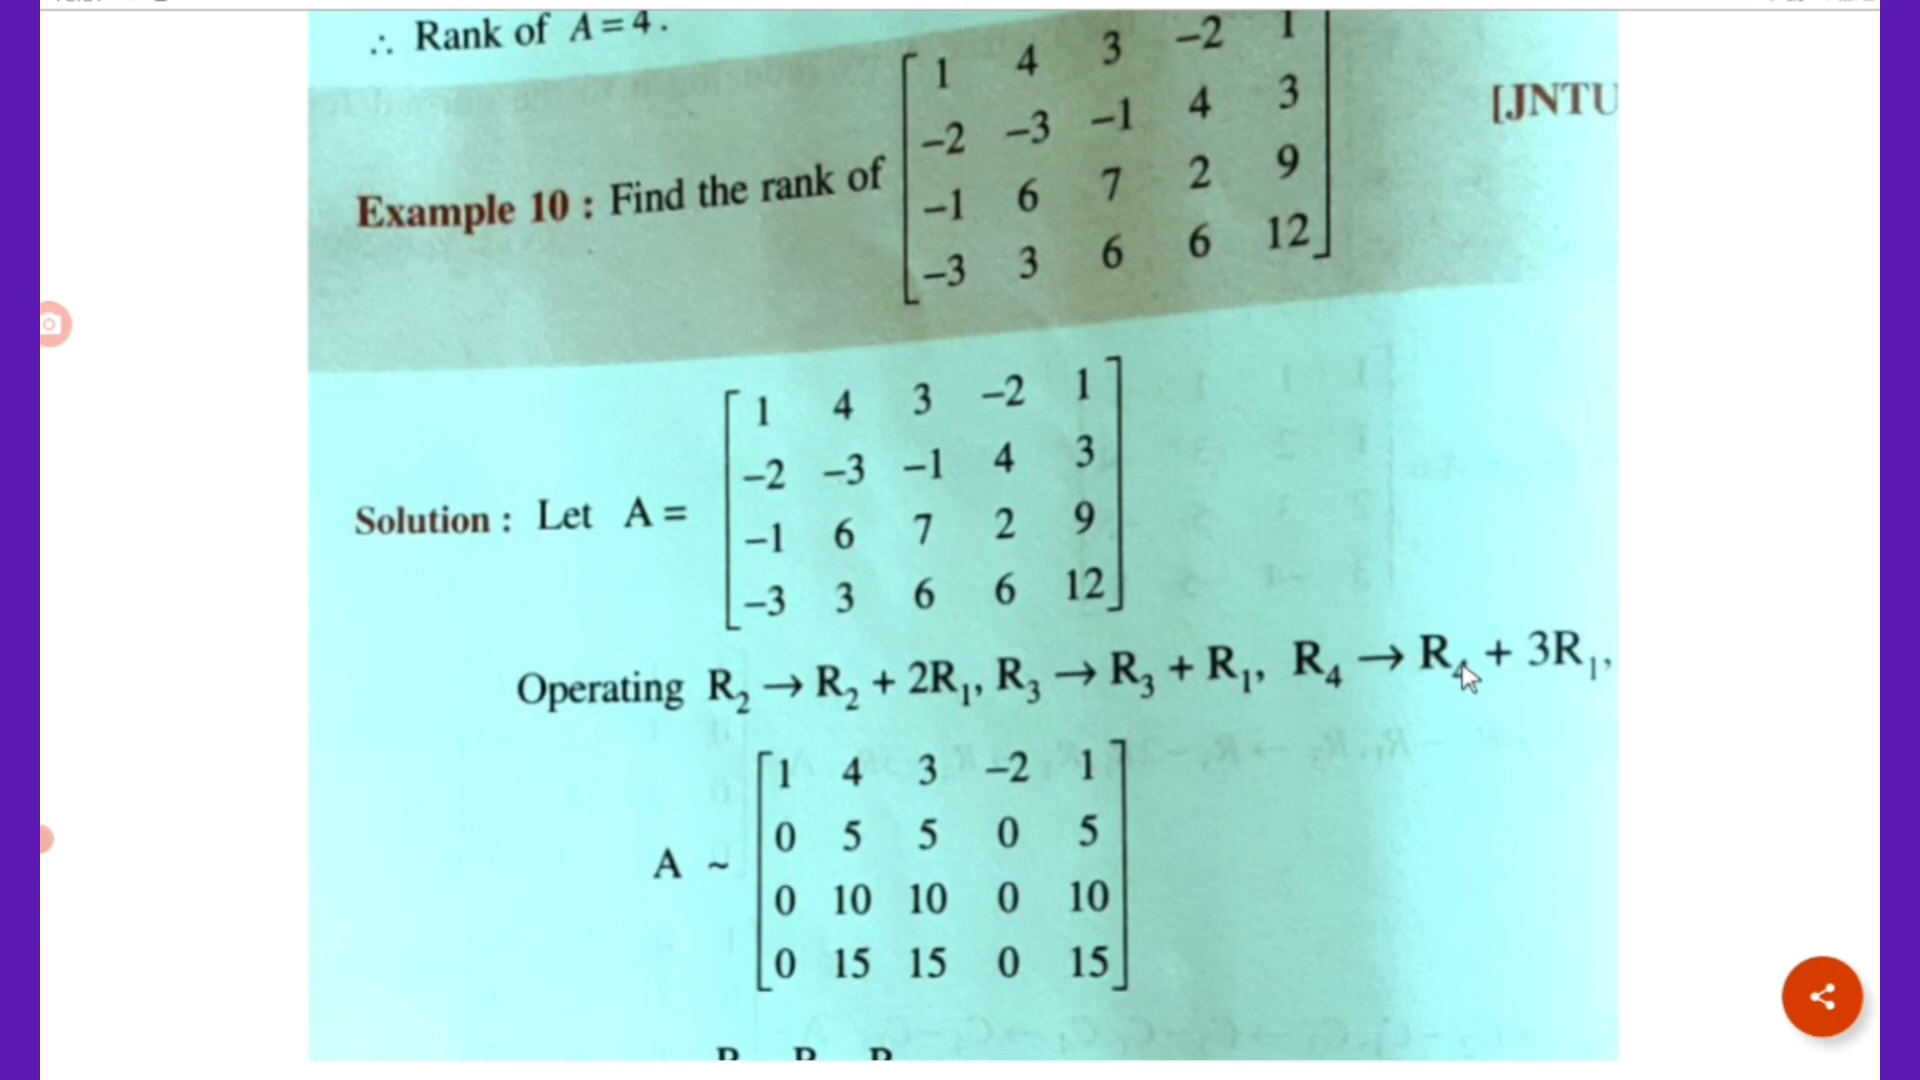 ∴ Rank of A = 4.
1 4 3 −2 1
−2 −3 −1 4 3
[JNTU
Example 10 : Find the rank of
−1 6 7 2 9
−3 3 6 6 12
1 4 3 −2 1
−2 −3 −1 4 3
Solution : Let A =
−1 6 7 2 9
−3 3 6 6 12
Operating R₂ → R₂ + 2R₁, R₃ → R₃ + R₁, R₄ → R₄ + 3R₁,
1 4 3 −2 1
0 5 5 0 5
A ~
0 10 10 0 10
0 15 15 0 15